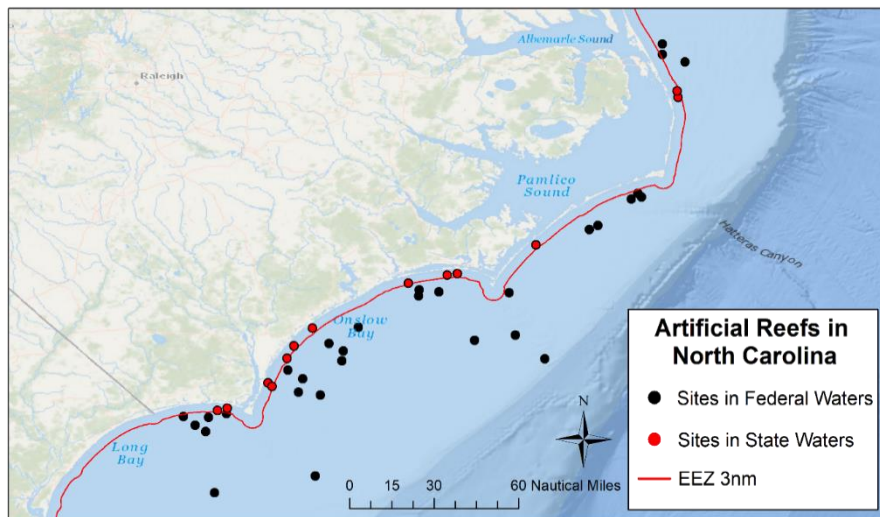 Albemarle Sound
Raleigh
Pamlico
Sound
Hatteras Canyon
Onslow
Bay
Long
Bay
Artificial Reefs in
North Carolina
Sites in Federal Waters
Sites in State Waters
EEZ 3nm
N
0 15 30 60 Nautical Miles